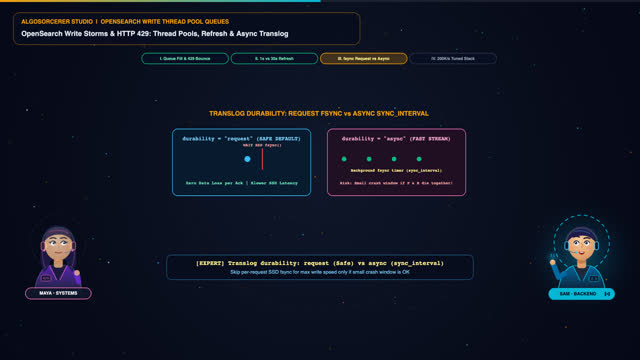 ALGOSORCERER STUDIO | OPENSEARCH WRITE THREAD POOL QUEUES
OpenSearch Write Storms & HTTP 429: Thread Pools, Refresh & Async Translog
I. Queue Fill & 429 Bounce
II. 1s vs 30s Refresh
III. fsync Request vs Async
IV. 200K/s Tuned Stack
TRANSLOG DURABILITY: REQUEST FSYNC vs ASYNC SYNC_INTERVAL
durability = "request" (SAFE DEFAULT)
WAIT SSD fsync()
Zero Data Loss per Ack | Slower SSD Latency
durability = "async" (FAST STREAM)
Background fsync timer (sync_interval)
Risk: Small crash window if P & R die together!
[EXPERT] Translog durability: request (Safe) vs async (sync_interval)
Skip per-request SSD fsync for max write speed only if small crash window is OK
MAYA • SYSTEMS
SAM • BACKEND